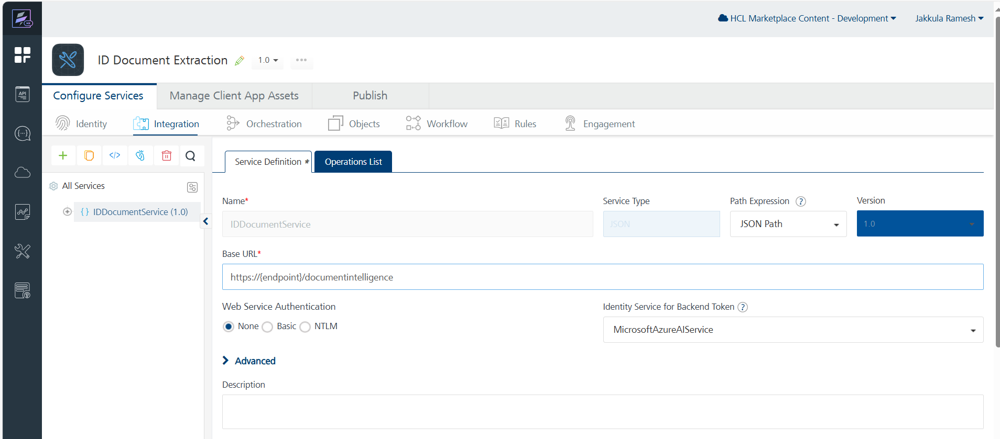 HCL Marketplace Content - Development
Jakkula Ramesh
MX
ID Document Extraction
1.0
API
Configure Services
Manage Client App Assets
Publish
Identity
Integration
Orchestration
Objects
Workflow
Rules
Engagement
</>
Service Definition *
Operations List
All Services
{ } IDDocumentService (1.0)
Name*
Service Type
Path Expression ?
Version
IDDocumentService
JSON
JSON Path
1.0
Base URL*
https://{endpoint}/documentintelligence
Web Service Authentication
Identity Service for Backend Token ?
None
Basic
NTLM
MicrosoftAzureAIService
Advanced
Description